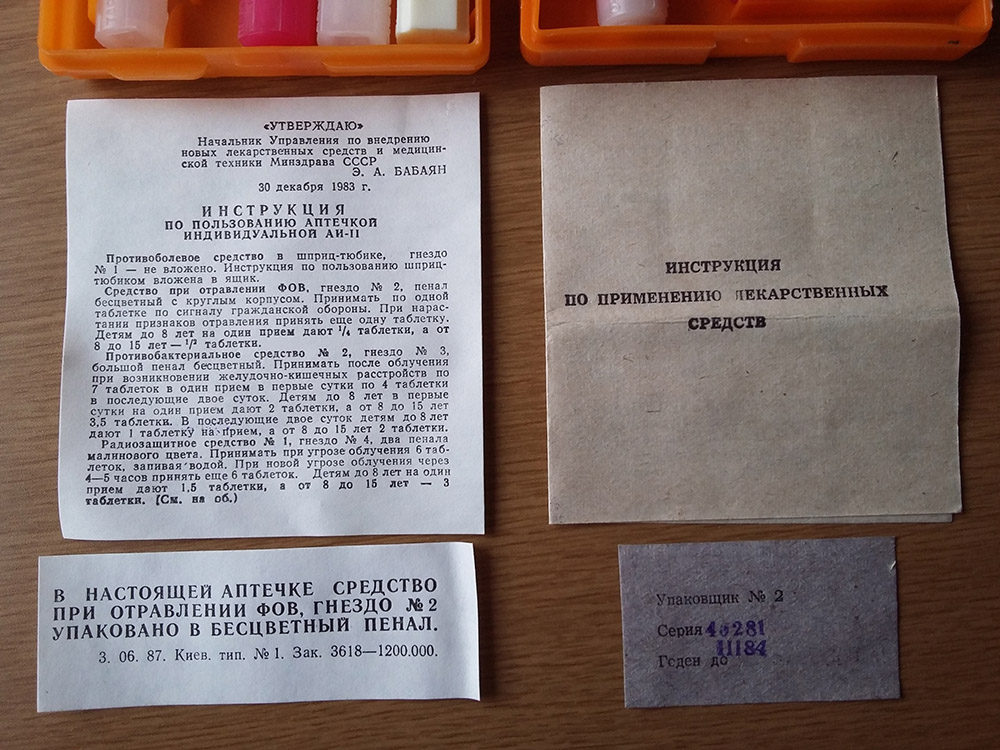 «УТВЕРЖДАЮ»
Начальник Управления по внедрению
новых лекарственных средств и медицин-
ской техники Минздрава СССР
Э. А. БАБАЯН
30 декабря 1983 г.
ИНСТРУКЦИЯ
ПО ПОЛЬЗОВАНИЮ АПТЕЧКОЙ
ИНДИВИДУАЛЬНОЙ АИ-II
Противоболевое средство в шприц-тюбике, гнездо
№ 1 — не вложено. Инструкция по пользованию шприц-
тюбиком вложена в ящик.
Средство при отравлении ФОВ, гнездо № 2, пенал
бесцветный с круглым корпусом. Принимать по одной
таблетке по сигналу гражданской обороны. При нарас-
тании признаков отравления принять еще одну таблетку.
Детям до 8 лет на один прием дают ¼ таблетки, а от
8 до 15 лет — ½ таблетки.
Противобактериальное средство № 2, гнездо № 3,
большой пенал бесцветный. Принимать после облучения
при возникновении желудочно-кишечных расстройств по
7 таблеток в один прием в первые сутки по 4 таблетки
в последующие двое суток. Детям до 8 лет в первые
сутки на один прием дают 2 таблетки, а от 8 до 15 лет
3,5 таблетки. В последующие двое суток детям до 8 лет
дают 1 таблетку на прием, а от 8 до 15 лет 2 таблетки.
Радиозащитное средство № 1, гнездо № 4, два пенала
малинового цвета. Принимать при угрозе облучения 6 таб-
леток, запивая водой. При новой угрозе облучения через
4—5 часов принять еще 6 таблеток. Детям до 8 лет на один
прием дают 1,5 таблетки, а от 8 до 15 лет — 3
таблетки. (См. на об.)
В НАСТОЯЩЕЙ АПТЕЧКЕ СРЕДСТВО
ПРИ ОТРАВЛЕНИИ ФОВ, ГНЕЗДО № 2
УПАКОВАНО В БЕСЦВЕТНЫЙ ПЕНАЛ.
3. 06. 87. Киев. тип. № 1. Зак. 3618—1200.000.
ИНСТРУКЦИЯ
ПО ПРИМЕНЕНИЮ ЛЕКАРСТВЕННЫХ
СРЕДСТВ
Упаковщик № 2
Серия
11184
Годен до